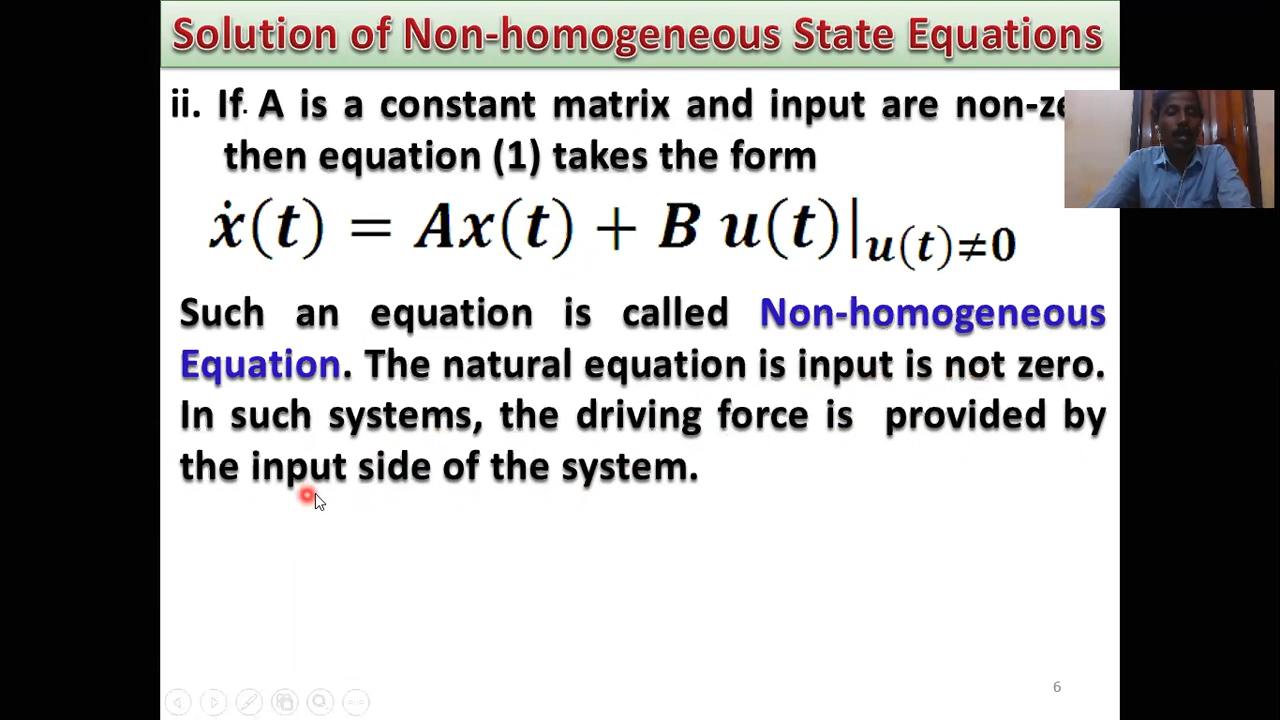 Solution of Non-homogeneous State Equations
ii. If A is a constant matrix and input are
then equation (1) takes the form
ẋ(t) = Ax(t) + B u(t)|u(t)≠0
Such an equation is called Non-homogeneous
Equation. The natural equation is input is not zero.
In such systems, the driving force is provided by
the input side of the system.
6